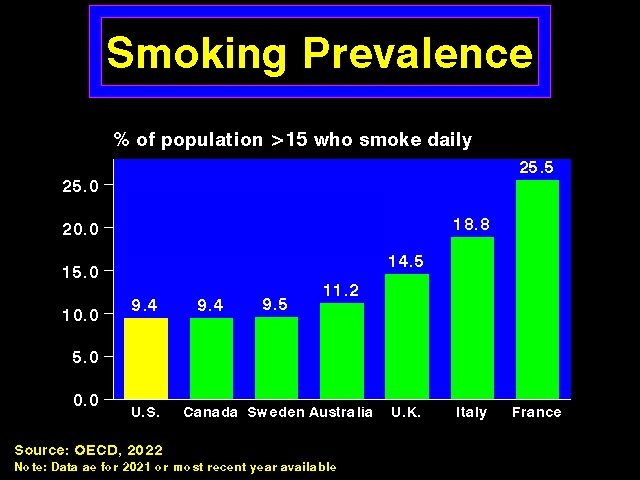 Smoking Prevalence
% of population >15 who smoke daily
25.0
20.0
15.0
10.0
5.0
0.0
9.4
9.4
9.5
11.2
14.5
18.8
25.5
U.S. Canada Sweden Australia U.K. Italy France
Source: OECD, 2022
Note: Data ae for 2021 or most recent year available